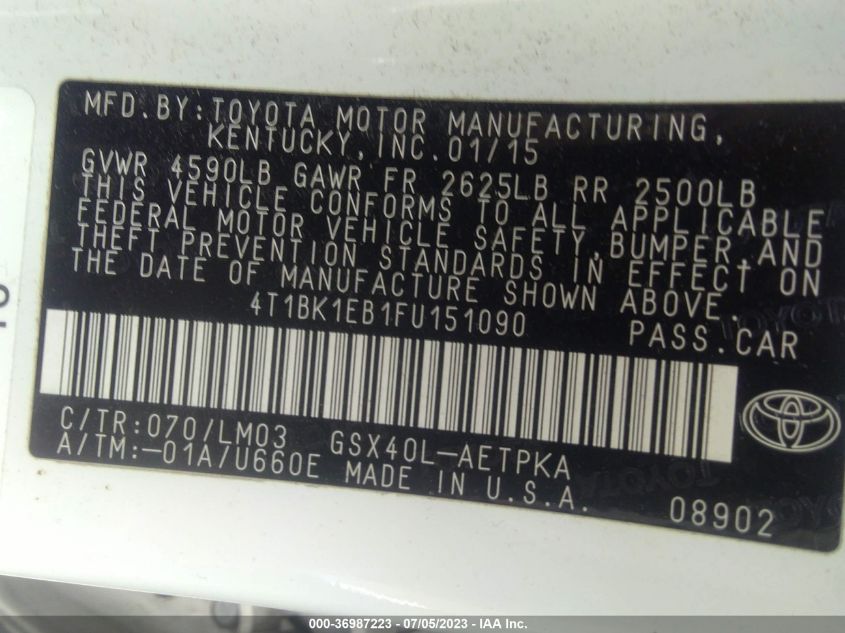 MFD.BY:TOYOTA MOTOR MANUFACTURING,
KENTUCKY,INC.01/15
GVWR 4590LB GAWR FR 2625LB RR 2500LB
THIS VEHICLE CONFORMS TO ALL APPLICABLE
FEDERAL MOTOR VEHICLE SAFETY,BUMPER,AND
THEFT PREVENTION STANDARDS IN EFFECT ON
THE DATE OF MANUFACTURE SHOWN ABOVE.
4T1BK1EB1FU151090
PASS.CAR
C/TR:070/LM03 GSX40L-AETPKA
A/TM:-01A/U660E MADE IN U.S.A.
08902
TOYOTA
TOYOTA
000-36987223 - 07/05/2023 - IAA Inc.